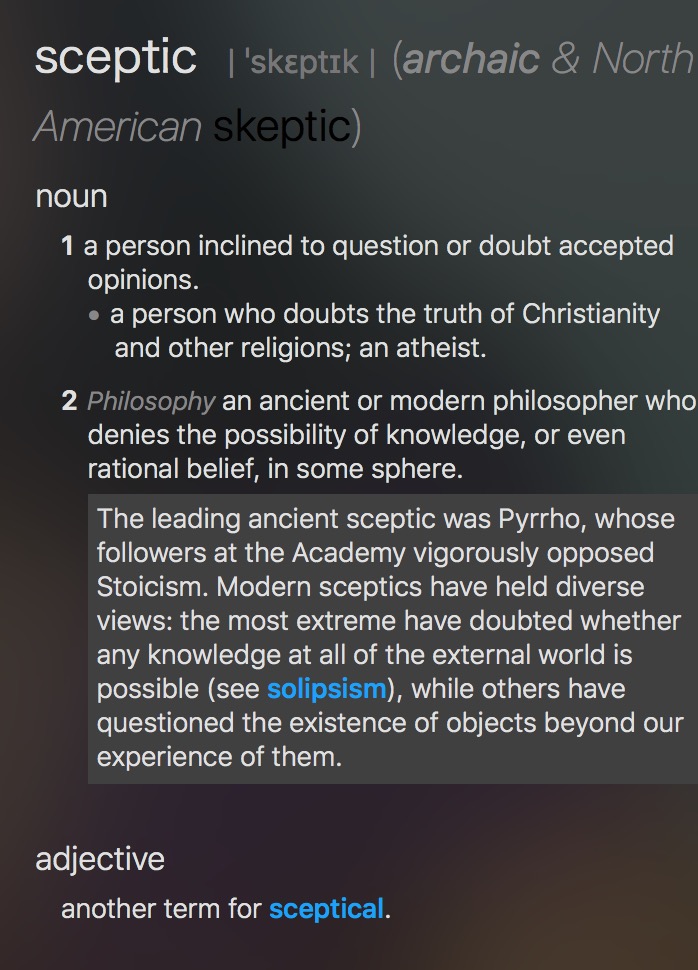 sceptic | ˈskɛptɪk | (archaic & North
American skeptic)
noun
1 a person inclined to question or doubt accepted
opinions.
• a person who doubts the truth of Christianity
and other religions; an atheist.
2 Philosophy an ancient or modern philosopher who
denies the possibility of knowledge, or even
rational belief, in some sphere.
The leading ancient sceptic was Pyrrho, whose
followers at the Academy vigorously opposed
Stoicism. Modern sceptics have held diverse
views: the most extreme have doubted whether
any knowledge at all of the external world is
possible (see solipsism), while others have
questioned the existence of objects beyond our
experience of them.
adjective
another term for sceptical.